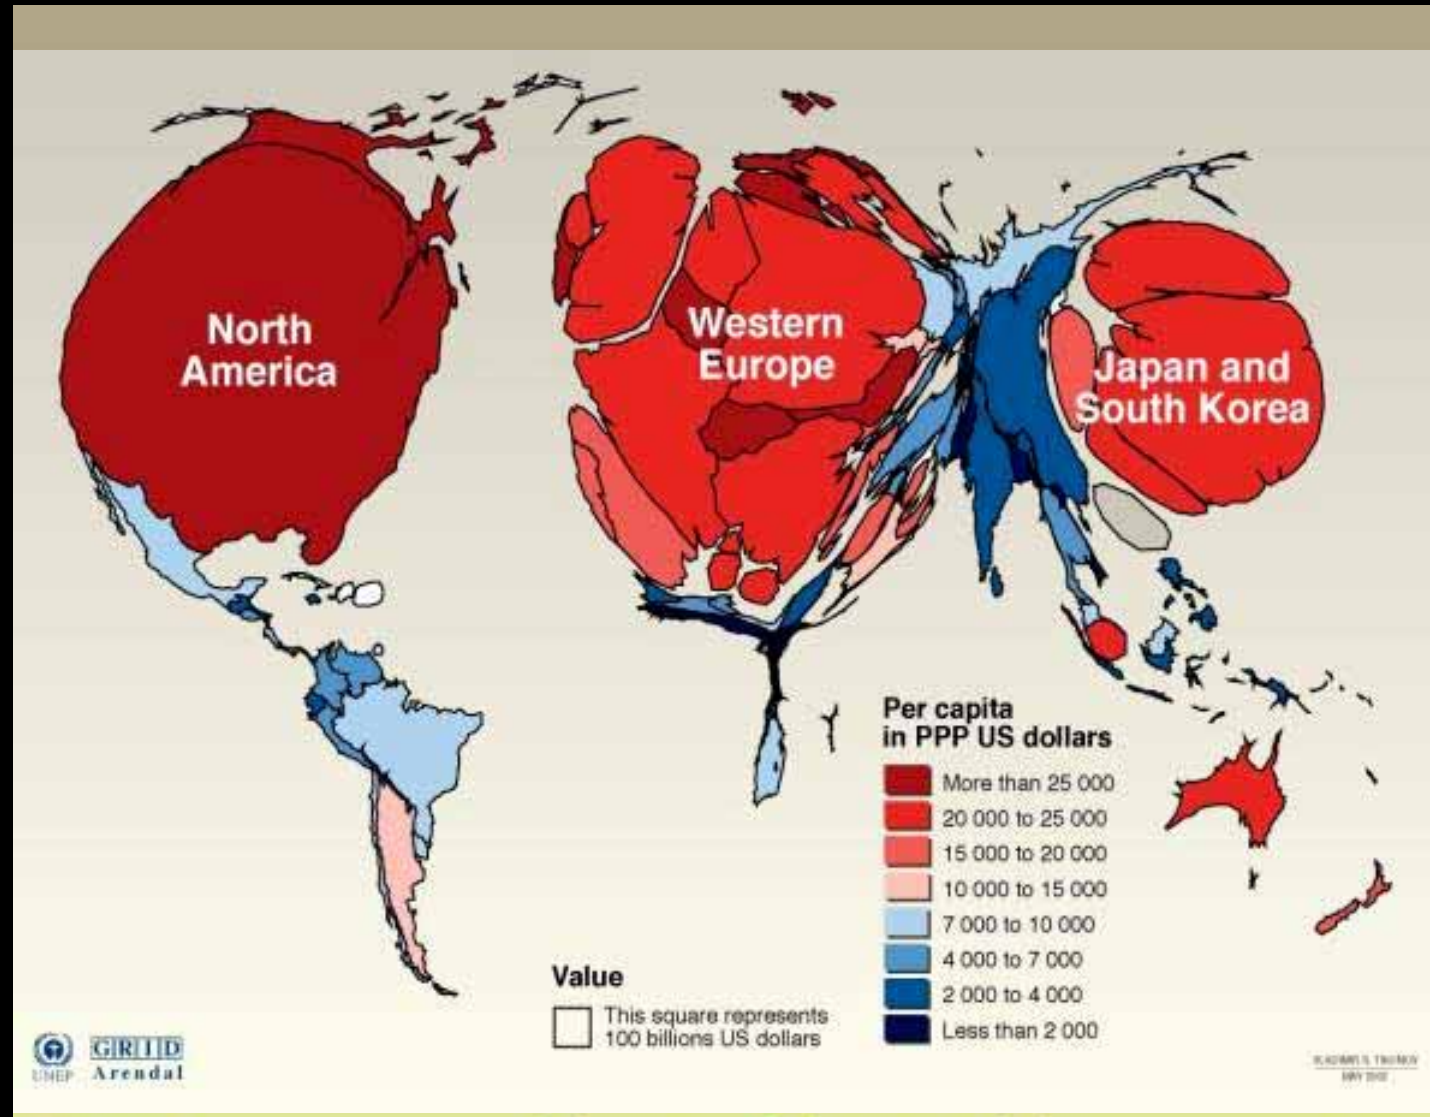 North
America
Western
Europe
Japan and
South Korea
Per capita
in PPP US dollars
More than 25 000
20 000 to 25 000
15 000 to 20 000
10 000 to 15 000
7 000 to 10 000
4 000 to 7 000
2 000 to 4 000
Less than 2 000
Value
This square represents
100 billions US dollars
UNEP
GRID
Arendal
MAY 2002